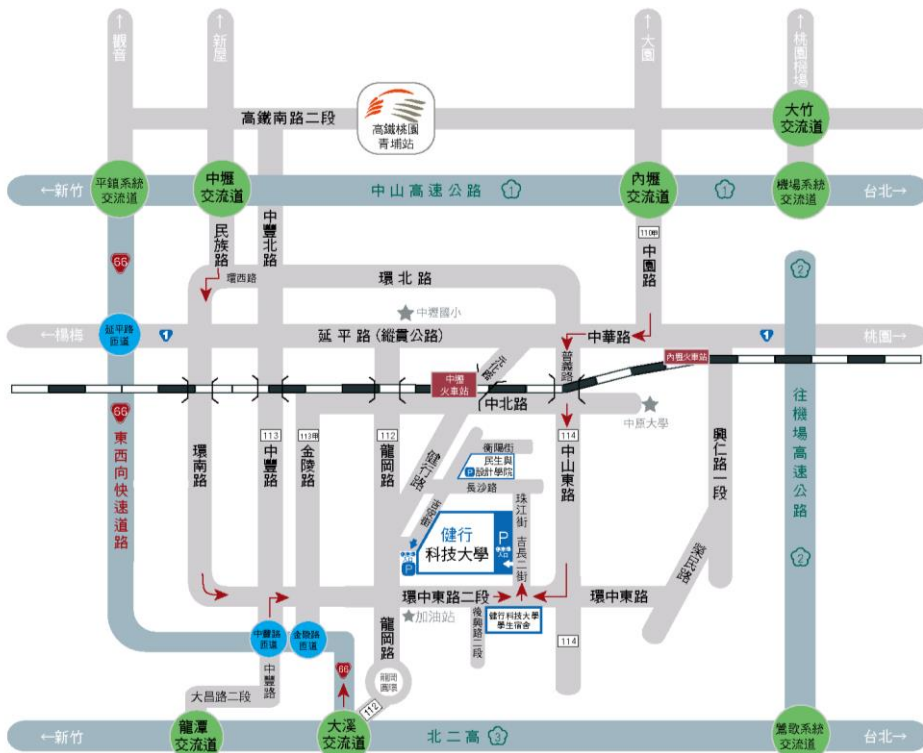 ↑觀音
↑新屋
↑大園
↑桃園機場
高鐵南路二段
高鐵桃園
青埔站
大竹
交流道
←新竹
平鎮系統
交流道
中壢
交流道
中山高速公路
1
內壢
交流道
1
機場系統
交流道
台北→
66
民族路
中豐北路
110甲
中園路
2
環西路
環北路
中壢國小
←楊梅
延平路
匝道
1
延平路(縱貫公路)
元化路
中華路
1
桃園→
普義路
內壢火車站
中壢
火車站
中北路
中原大學
66
東西向快速道路
環南路
113
中豐路
113甲
金陵路
112
龍岡路
健行路
衡陽街
民生與
設計學院
P
長沙路
114
中山東路
興仁路一段
往機場高速公路
2
健行
科技大學
P
P
珠江街
吉長二街
榮民路
環中東路二段
環中東路
加油站
後興路二段
健行科技大學
學生宿舍
中豐路
匝道
金陵路
匝道
龍岡路
114
中豐路
66
龍岡
圓環
大昌路二段
112
←新竹
龍潭
交流道
大溪
交流道
北二高
3
鶯歌系統
交流道
台北→